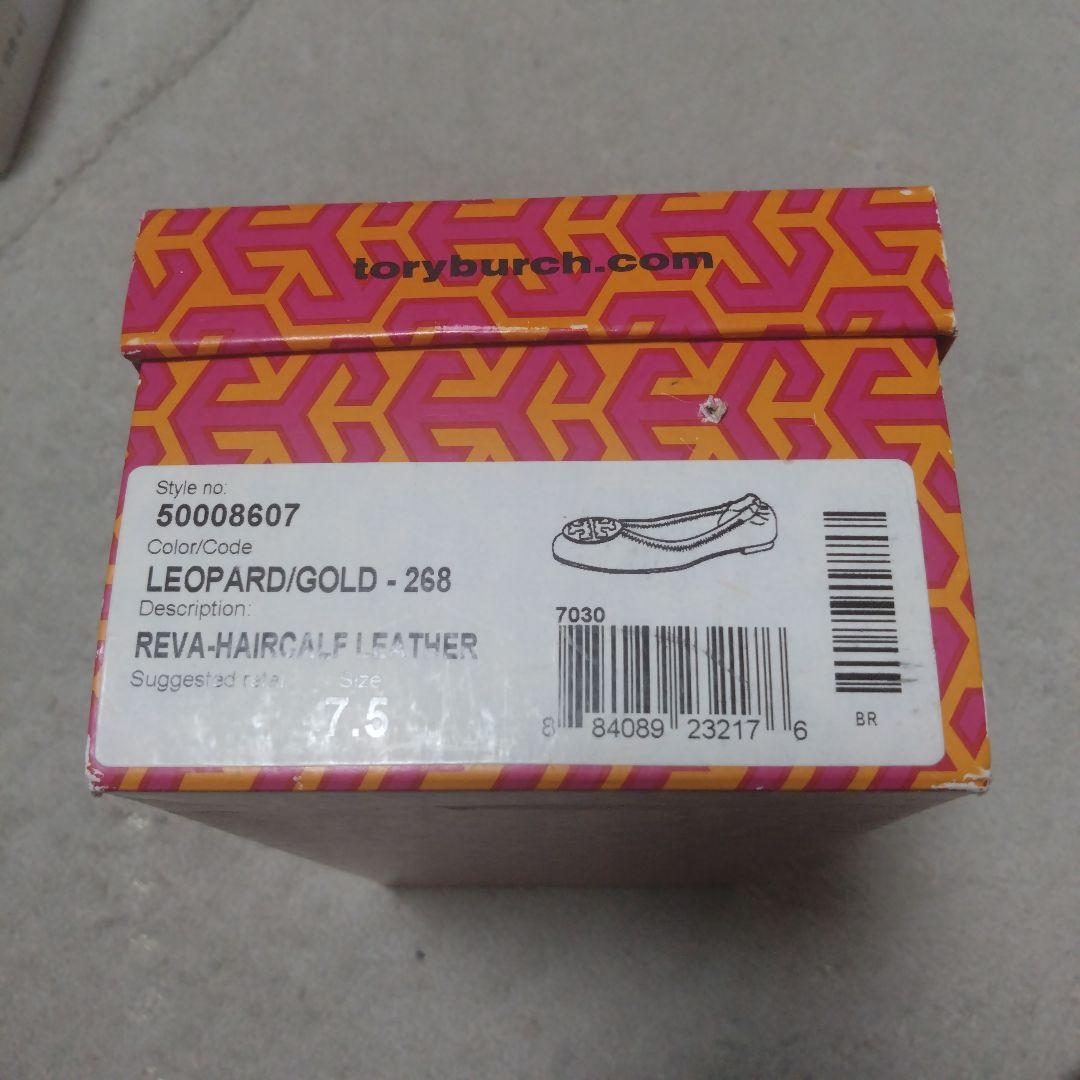 toryburch.com
Style no:
50008607
Color/Code
LEOPARD/GOLD - 268
Description:
REVA-HAIRCALF LEATHER
Suggested Size
7.5
7030
8 84089 23217 6
BR